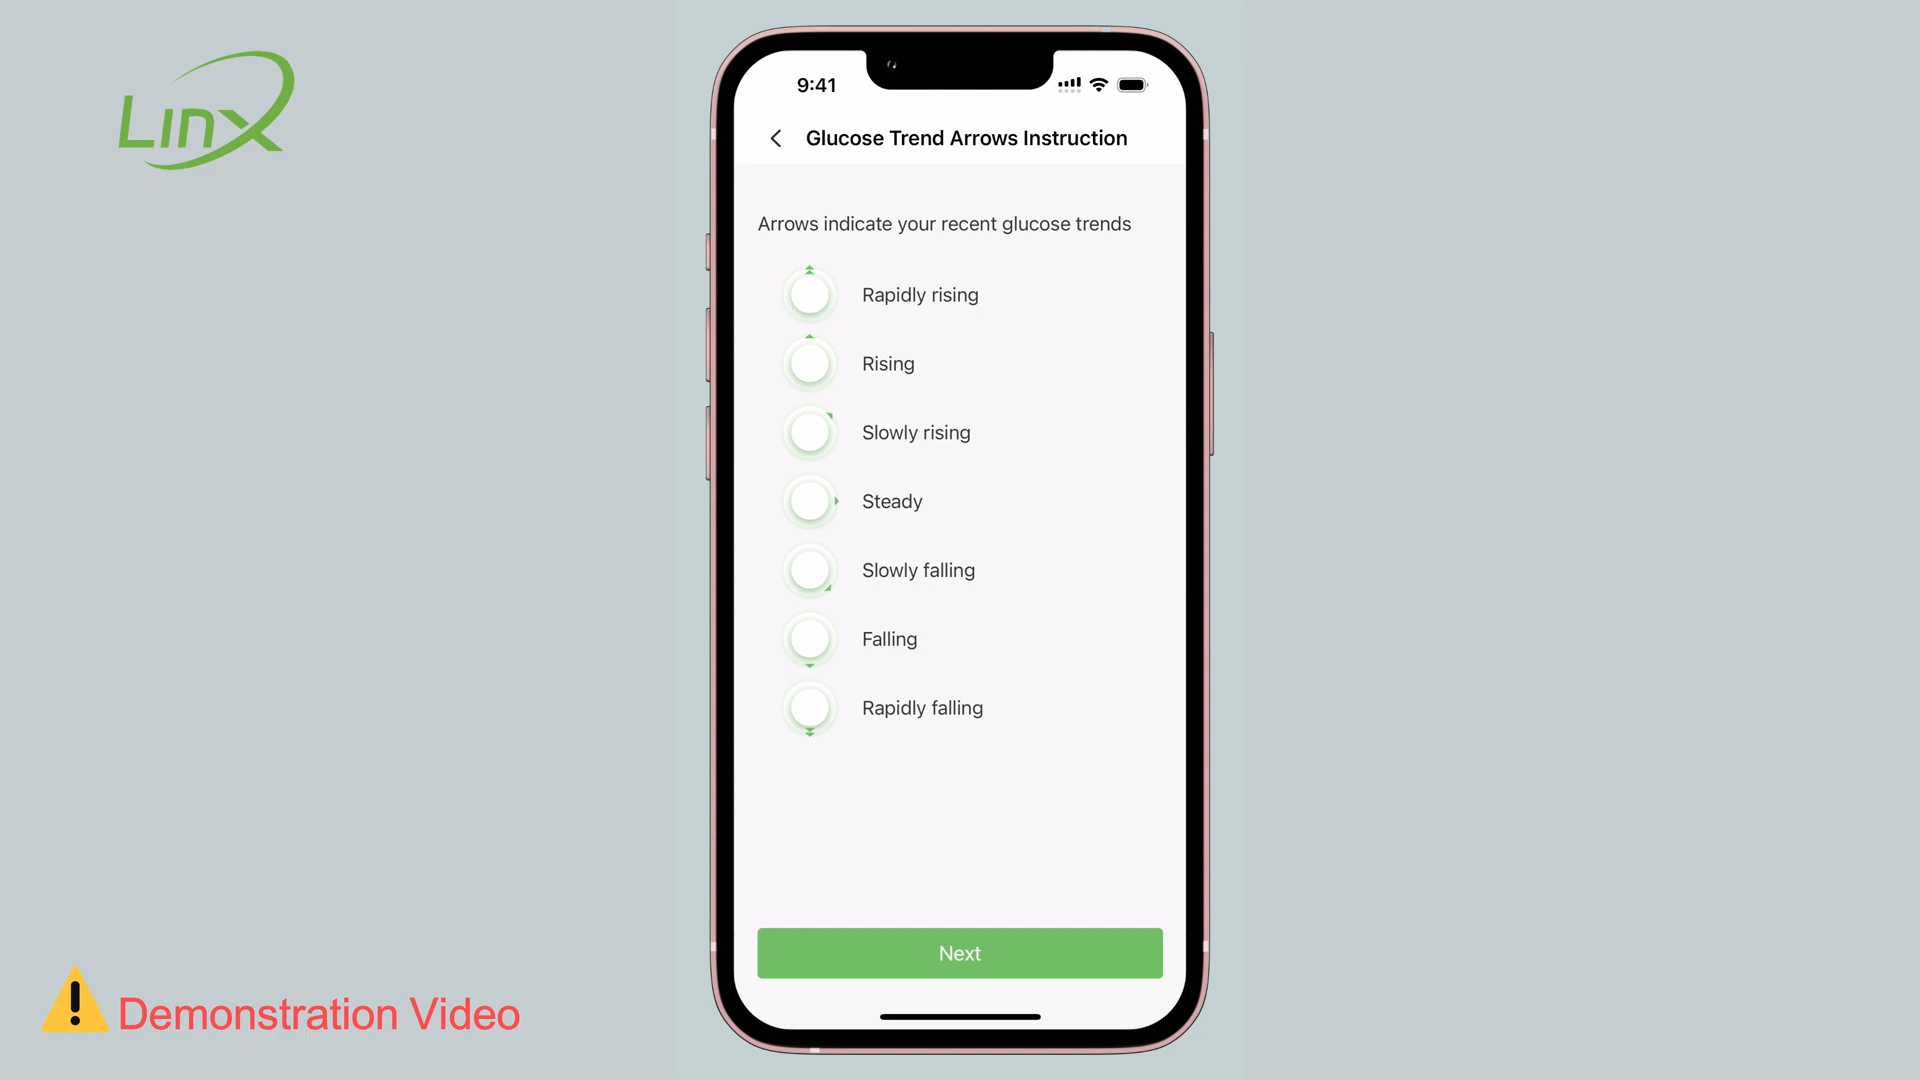 Linx
9:41
Glucose Trend Arrows Instruction
Arrows indicate your recent glucose trends
Rapidly rising
Rising
Slowly rising
Steady
Slowly falling
Falling
Rapidly falling
Next
Demonstration Video